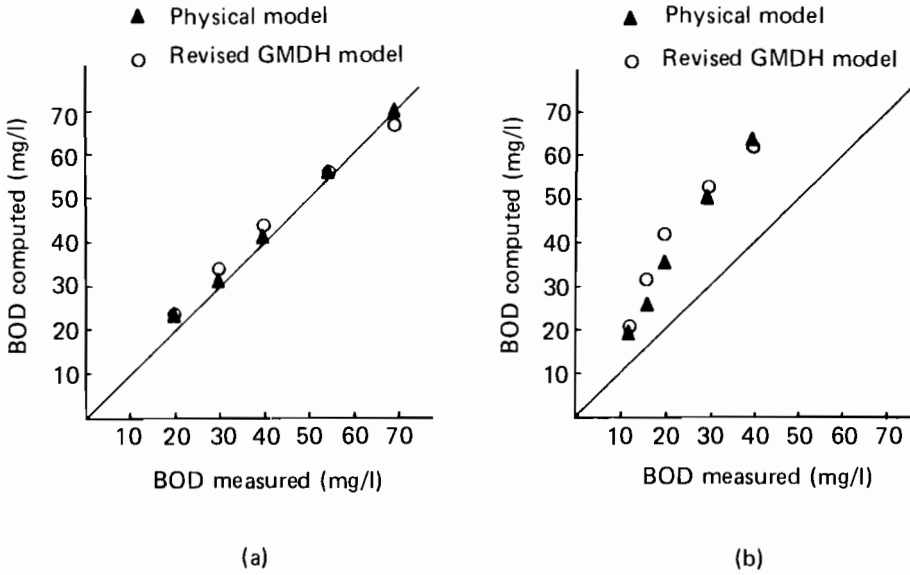 Physical model
Revised GMDH model
BOD computed (mg/l)
70
60
50
40
30
20
10
10 20 30 40 50 60 70
BOD measured (mg/l)
(a)
Physical model
Revised GMDH model
BOD computed (mg/l)
70
60
50
40
30
20
10
10 20 30 40 50 60 70
BOD measured (mg/l)
(b)